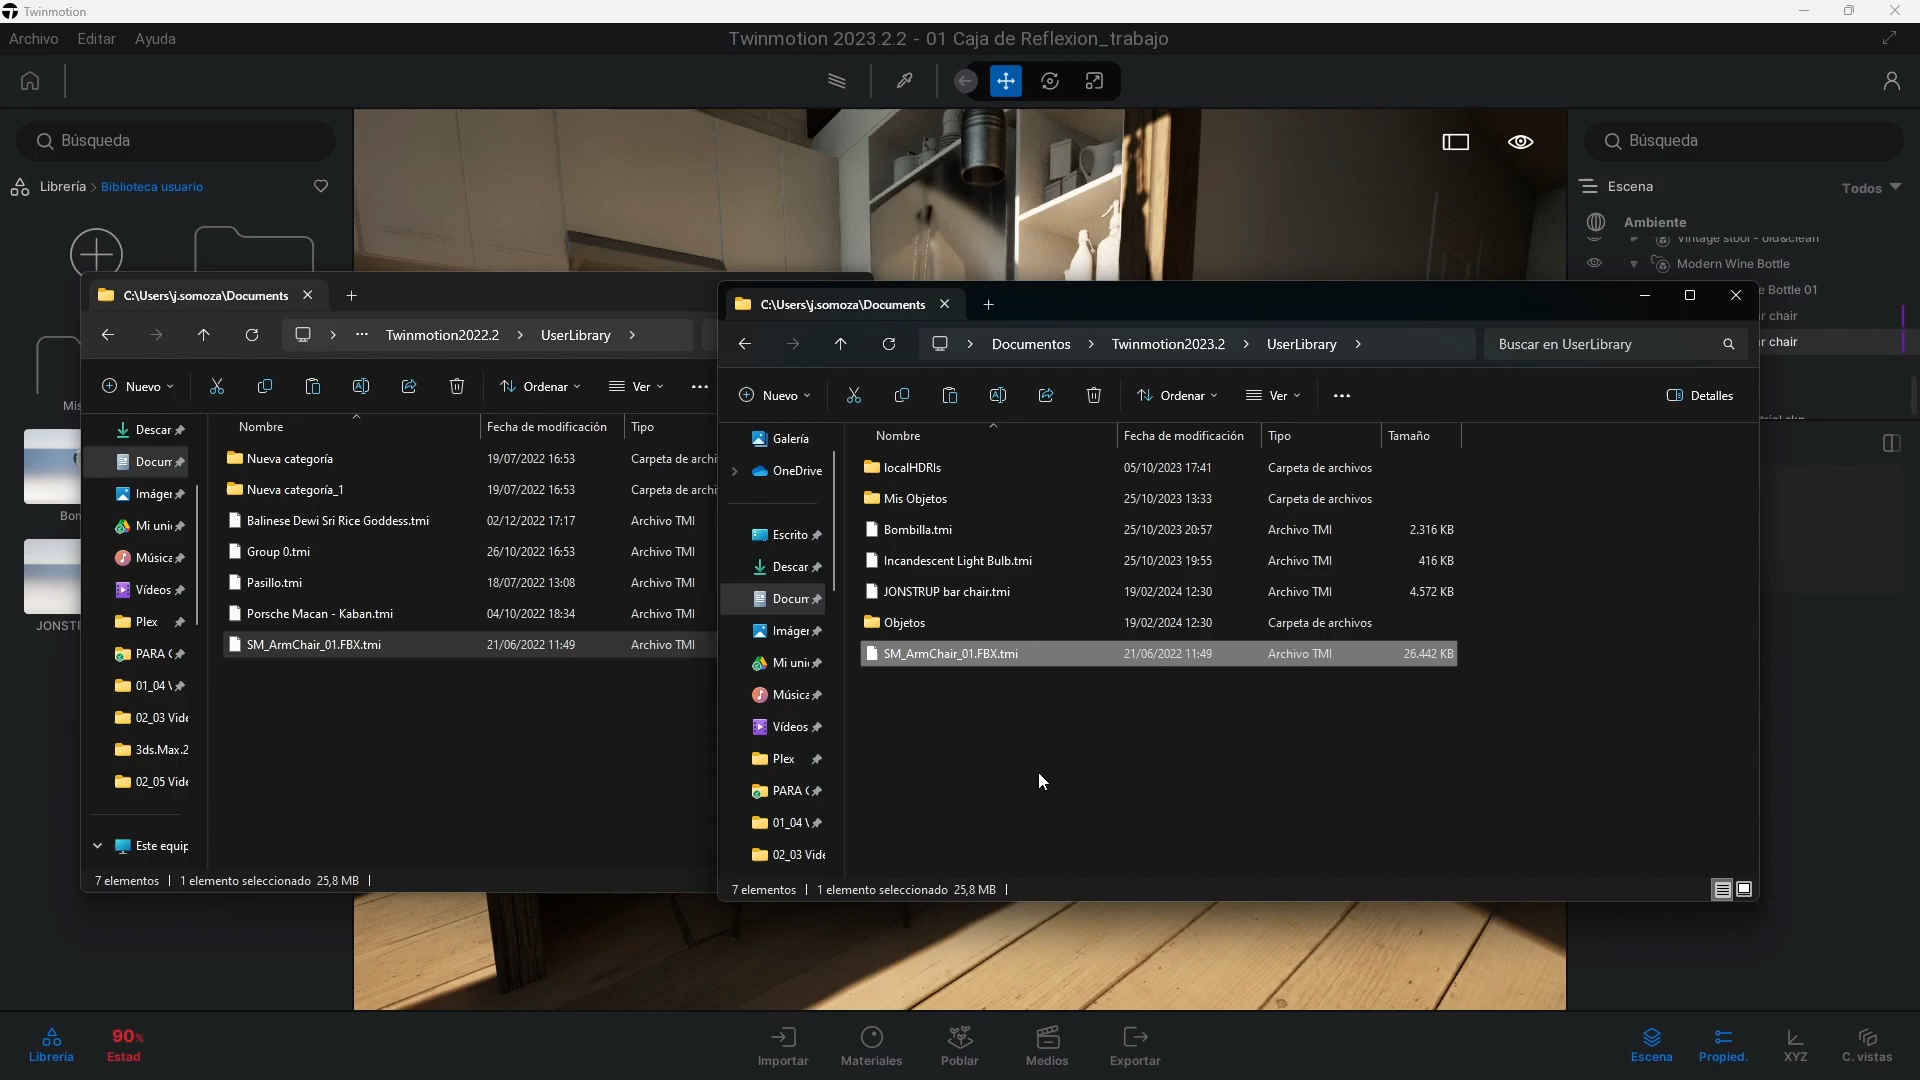 Twinmotion
Archivo Editar Ayuda
Twinmotion 2023.2.2 - 01 Caja de Reflexion_trabajo
Búsqueda
Librería > Biblioteca usuario
Mis
Bon
JONSTR
C:\Users\j.somoza\Documents
Twinmotion2022.2 > UserLibrary >
Nuevo
Ordenar
Ver
Nombre Fecha de modificación Tipo
Descar
Docum
Imáger
Mi uni
Música
Vídeos
Plex
PARA
01_04
02_03 Vide
3ds.Max.2
02_05 Vide
Este equip
Nueva categoría 19/07/2022 16:53 Carpeta de archi
Nueva categoría_1 19/07/2022 16:53 Carpeta de archi
Balinese Dewi Sri Rice Goddess.tmi 02/12/2022 17:17 Archivo TMI
Group 0.tmi 26/10/2022 16:53 Archivo TMI
Pasillo.tmi 18/07/2022 13:08 Archivo TMI
Porsche Macan - Kaban.tmi 04/10/2022 18:34 Archivo TMI
SM_ArmChair_01.FBX.tmi 21/06/2022 11:49 Archivo TMI
7 elementos | 1 elemento seleccionado 25,8 MB |
C:\Users\j.somoza\Documents
Documentos > Twinmotion2023.2 > UserLibrary >
Buscar en UserLibrary
Nuevo
Ordenar
Ver
Detalles
Nombre Fecha de modificación Tipo Tamaño
Galería
OneDrive
Escrito
Descar
Docum
Imáger
Mi uni
Música
Vídeos
Plex
PARA
01_04
02_03 Vide
localHDRIs 05/10/2023 17:41 Carpeta de archivos
Mis Objetos 25/10/2023 13:33 Carpeta de archivos
Bombilla.tmi 25/10/2023 20:57 Archivo TMI 2.316 KB
Incandescent Light Bulb.tmi 25/10/2023 19:55 Archivo TMI 416 KB
JONSTRUP bar chair.tmi 19/02/2024 12:30 Archivo TMI 4.572 KB
Objetos 19/02/2024 12:30 Carpeta de archivos
SM_ArmChair_01.FBX.tmi 21/06/2022 11:49 Archivo TMI 26.442 KB
7 elementos | 1 elemento seleccionado 25,8 MB |
Búsqueda
Escena
Todos
Ambiente
Vintage stool - old&clean
Modern Wine Bottle
e Bottle 01
r chair
r chair
Librería
90%
Estad
Importar
Materiales
Poblar
Medios
Exportar
Escena
Propied.
XYZ
C. vistas